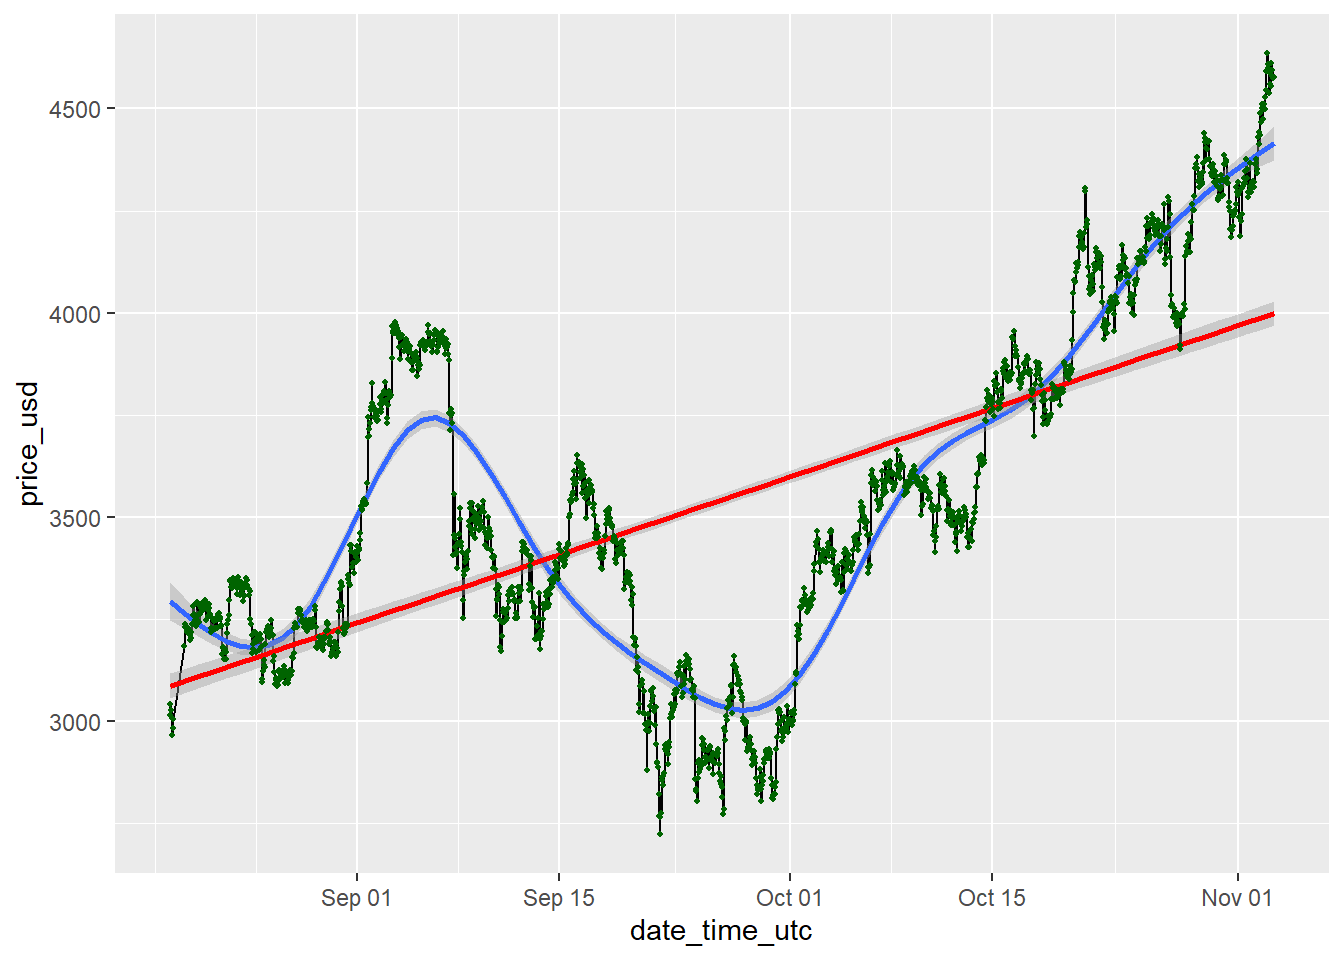 price_usd
4500
4000
3500
3000
Sep 01
Sep 15
Oct 01
Oct 15
Nov 01
date_time_utc